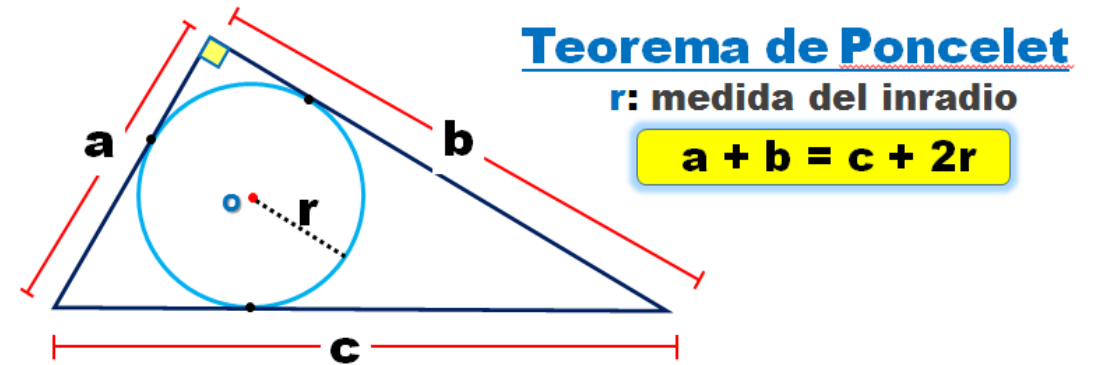 Teorema de Poncelet
r: medida del inradio
a + b = c + 2r
a
b
o
r
c